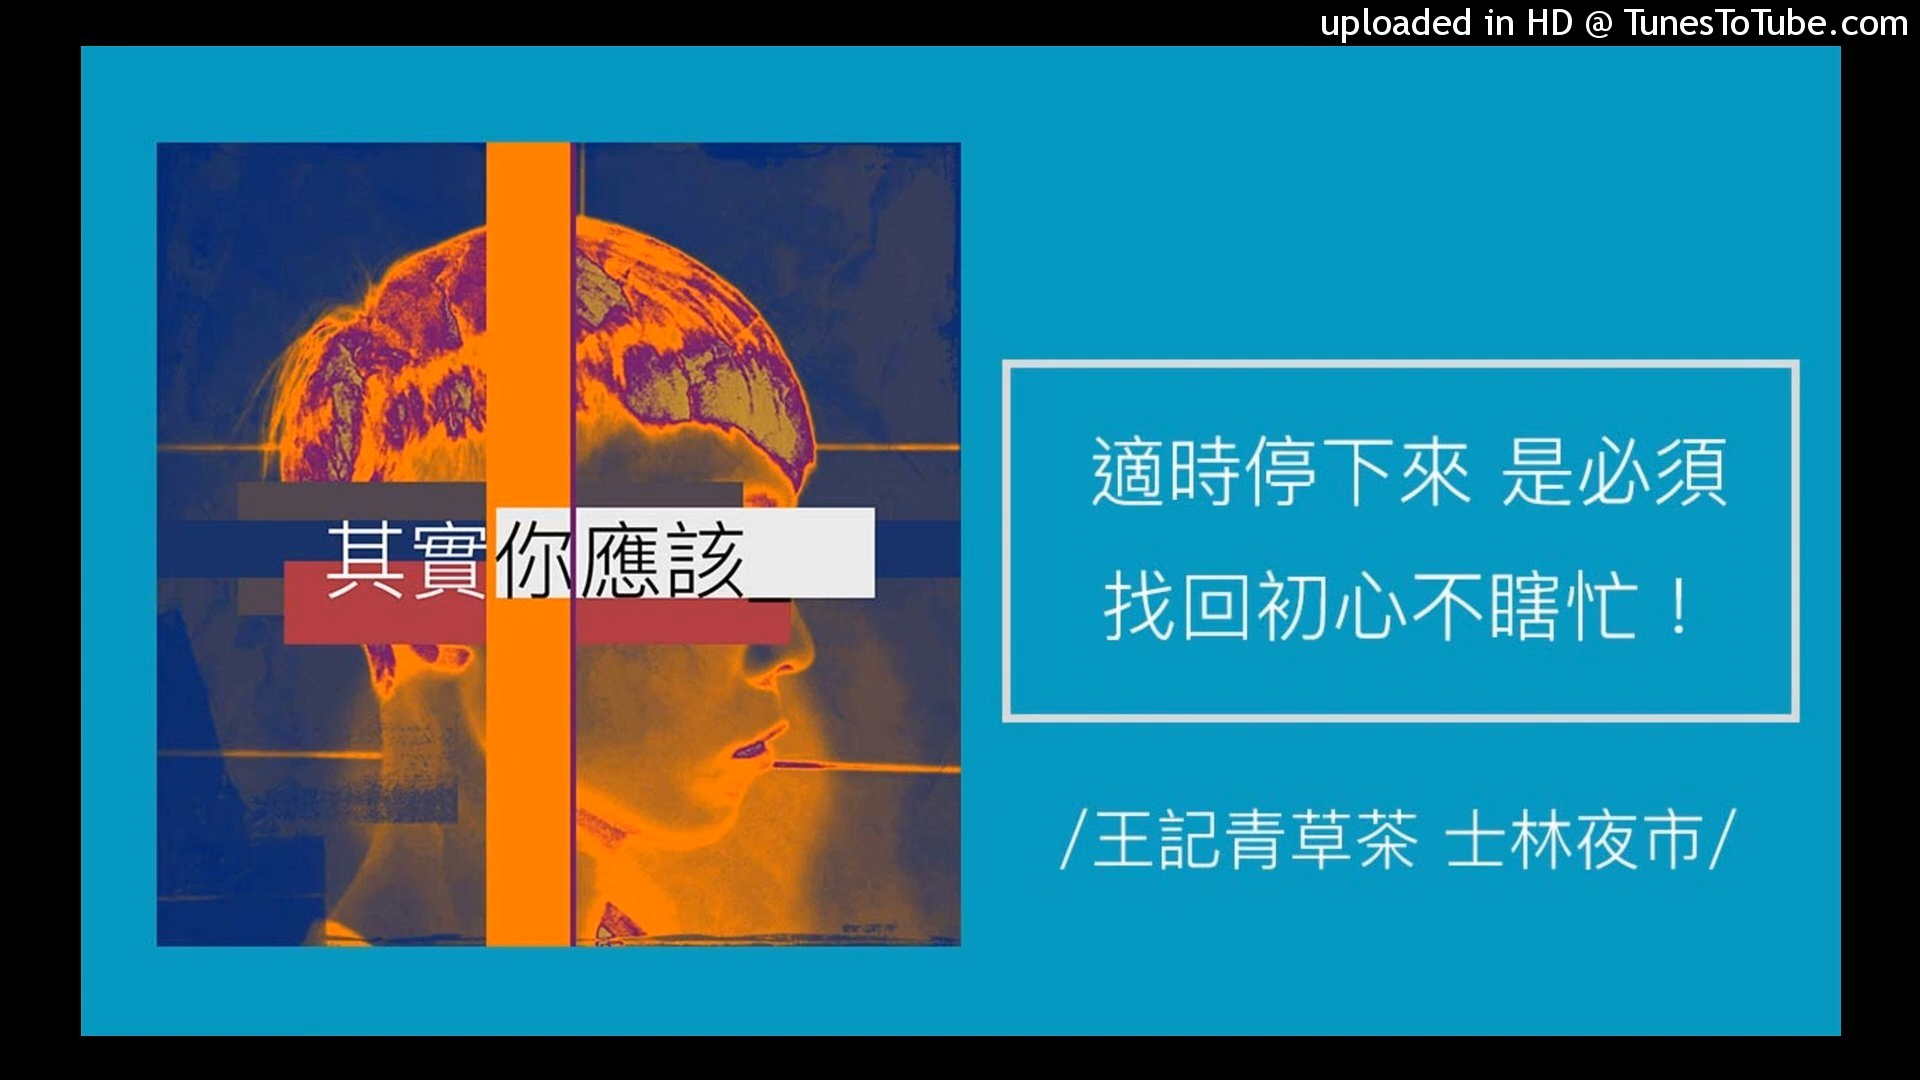 uploaded in HD @ TunesToTube.com
其實你應該_
適時停下來 是必須
找回初心不瞎忙！
/王記青草茶 士林夜市/